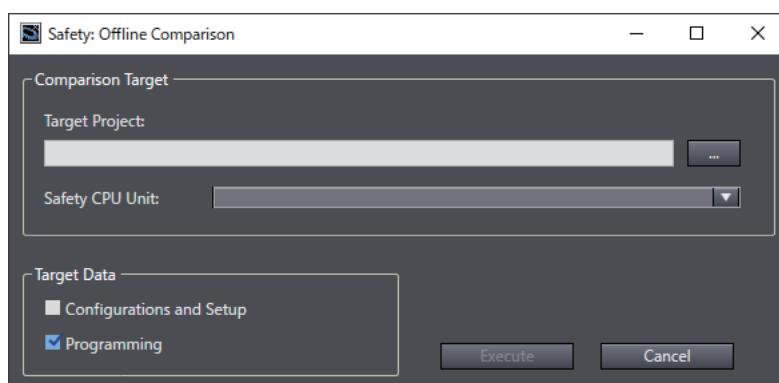 Safety: Offline Comparison
Comparison Target
Target Project:
...
Safety CPU Unit:
Target Data
Configurations and Setup
Programming
Execute
Cancel